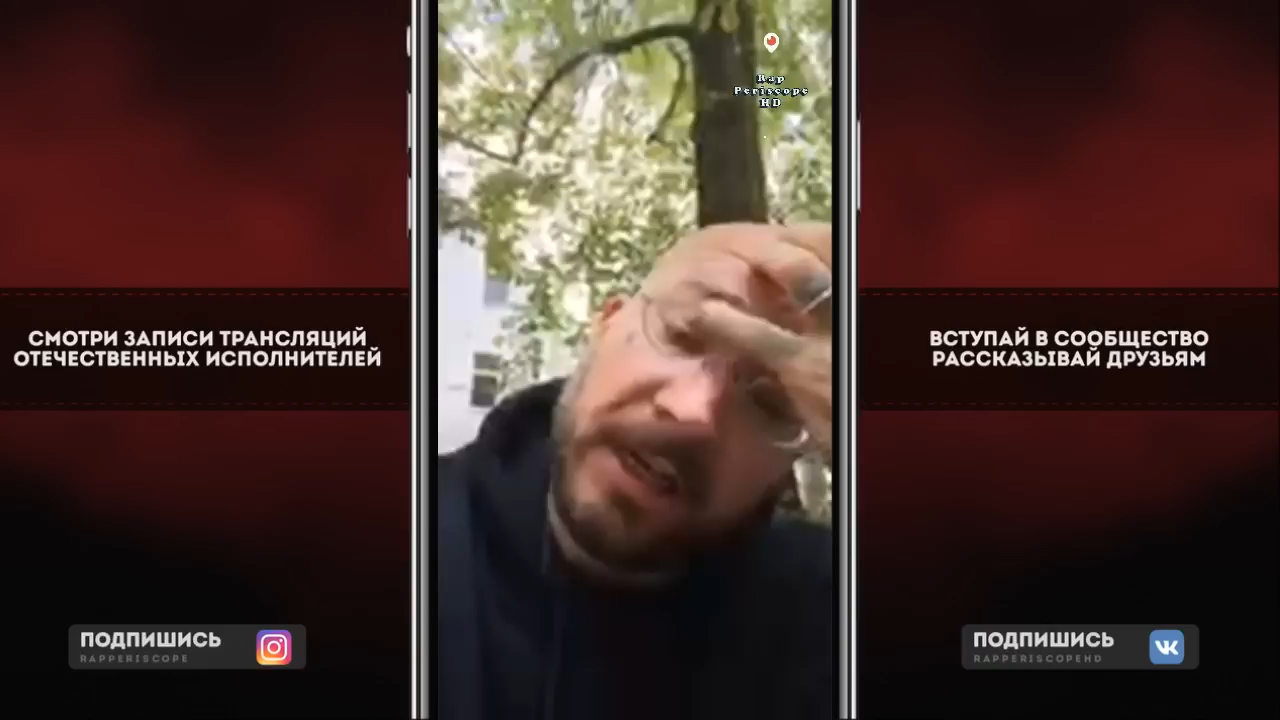 Rap
Periscope
HD
СМОТРИ ЗАПИСИ ТРАНСЛЯЦИЙ
ОТЕЧЕСТВЕННЫХ ИСПОЛНИТЕЛЕЙ
ВСТУПАЙ В СООБЩЕСТВО
РАССКАЗЫВАЙ ДРУЗЬЯМ
ПОДПИШИСЬ
RAPPERISCOPE
ПОДПИШИСЬ
RAPPERISCOPEHD